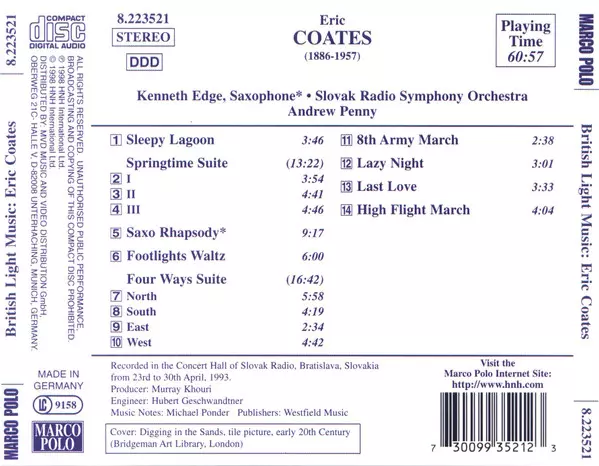 8.223521
British Light Music: Eric Coates
MARCO POLO
COMPACT
disc
DIGITAL AUDIO
ALL RIGHTS RESERVED. UNAUTHORISED PUBLIC PERFORMANCE,
BROADCASTING AND COPYING OF THIS COMPACT DISC PROHIBITED.
℗ 1998 HNH International Ltd.
© 1998 HNH International Ltd.
DISTRIBUTED BY: MVD MUSIC AND VIDEO DISTRIBUTION GmbH,
OBERWEG 21C- HALLE V, D-82008 UNTERHACHING, MUNICH, GERMANY.
MADE IN
GERMANY
LC 9158
MARCO
POLO
8.223521
STEREO
DDD
Eric
COATES
(1886-1957)
Playing
Time
60:57
Kenneth Edge, Saxophone* • Slovak Radio Symphony Orchestra
Andrew Penny
1 Sleepy Lagoon 3:46
Springtime Suite (13:22)
2 I 3:54
3 II 4:41
4 III 4:46
5 Saxo Rhapsody* 9:17
6 Footlights Waltz 6:00
Four Ways Suite (16:42)
7 North 5:58
8 South 4:19
9 East 2:34
10 West 4:42
11 8th Army March 2:38
12 Lazy Night 3:01
13 Last Love 3:33
14 High Flight March 4:04
Recorded in the Concert Hall of Slovak Radio, Bratislava, Slovakia
from 23rd to 30th April, 1993.
Producer: Murray Khouri
Engineer: Hubert Geschwandtner
Music Notes: Michael Ponder Publishers: Westfield Music
Cover: Digging in the Sands, tile picture, early 20th Century
(Bridgeman Art Library, London)
Visit the
Marco Polo Internet Site:
http://www.hnh.com
7 30099 35212 3
MARCO POLO
British Light Music: Eric Coates
8.223521